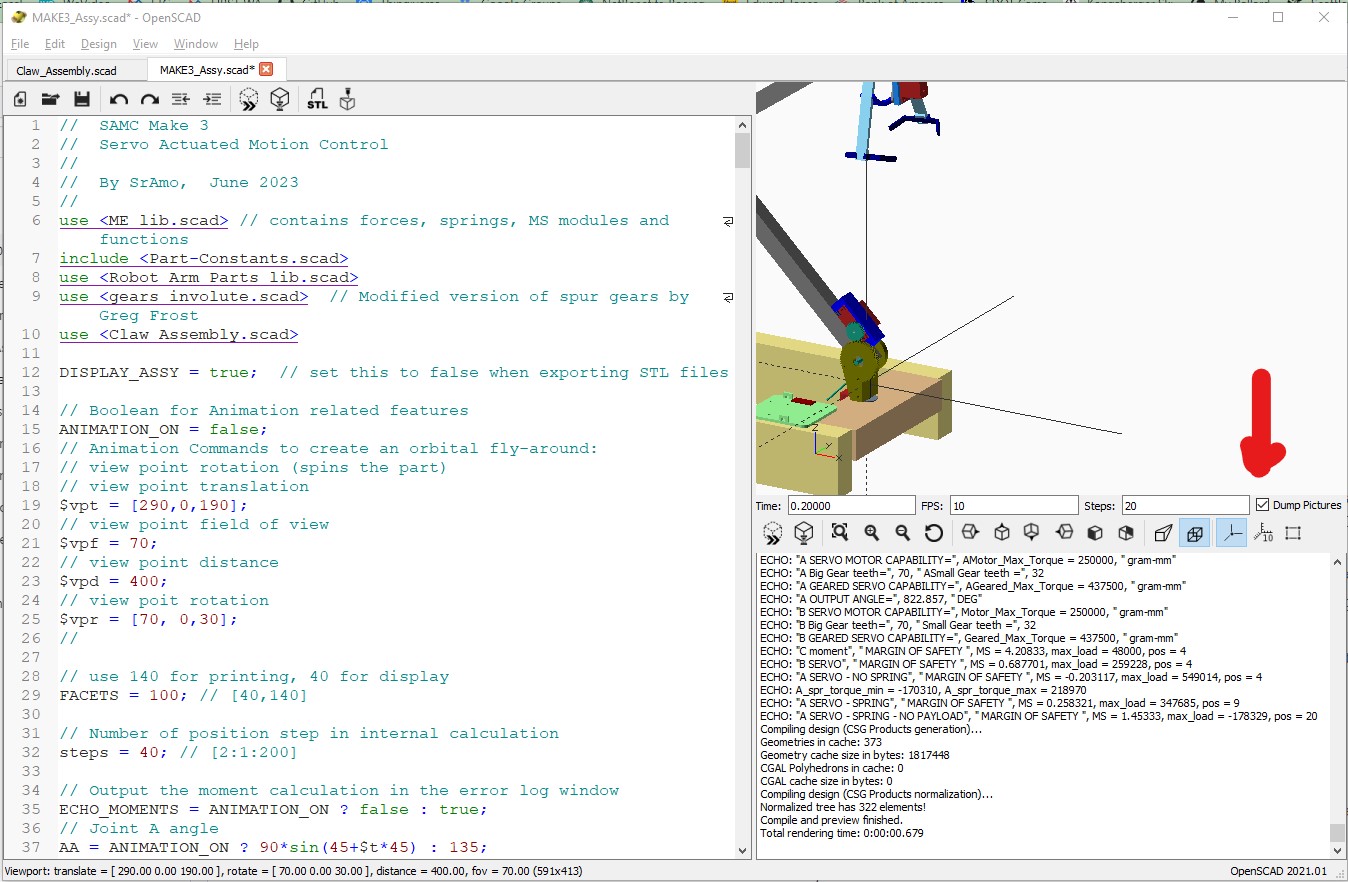 MAKE3_Assy.scad* - OpenSCAD
File Edit Design View Window Help
Claw_Assembly.scad MAKE3_Assy.scad*
STL
1 // SAMC Make 3
2 // Servo Actuated Motion Control
3 //
4 // By SrAmo, June 2023
5 //
6 use <ME_lib.scad> // contains forces, springs, MS modules and
functions
7 include <Part-Constants.scad>
8 use <Robot_Arm_Parts_lib.scad>
9 use <gears_involute.scad> // Modified version of spur gears by
Greg Frost
10 use <Claw_Assembly.scad>
11
12 DISPLAY_ASSY = true; // set this to false when exporting STL files
13
14 // Boolean for Animation related features
15 ANIMATION_ON = false;
16 // Animation Commands to create an orbital fly-around:
17 // view point rotation (spins the part)
18 // view point translation
19 $vpt = [290,0,190];
20 // view point field of view
21 $vpf = 70;
22 // view point distance
23 $vpd = 400;
24 // view poit rotation
25 $vpr = [70, 0,30];
26 //
27
28 // use 140 for printing, 40 for display
29 FACETS = 100; // [40,140]
30
31 // Number of position step in internal calculation
32 steps = 40; // [2:1:200]
33
34 // Output the moment calculation in the error log window
35 ECHO_MOMENTS = ANIMATION_ON ? false : true;
36 // Joint A angle
37 AA = ANIMATION_ON ? 90*sin(45+$t*45) : 135;
Z
Y
X
Time: 0.20000 FPS: 10 Steps: 20 Dump Pictures
10
ECHO: "A SERVO MOTOR CAPABILITY=", AMotor_Max_Torque = 250000, " gram-mm"
ECHO: "A Big Gear teeth=", 70, " ASmall Gear teeth =", 32
ECHO: "A GEARED SERVO CAPABILITY=", AGeared_Max_Torque = 437500, " gram-mm"
ECHO: "A OUTPUT ANGLE=", 822.857, " DEG"
ECHO: "B SERVO MOTOR CAPABILITY=", Motor_Max_Torque = 250000, " gram-mm"
ECHO: "B Big Gear teeth=", 70, " Small Gear teeth =", 32
ECHO: "B GEARED SERVO CAPABILITY=", Geared_Max_Torque = 437500, " gram-mm"
ECHO: "C moment", " MARGIN OF SAFETY ", MS = 4.20833, max_load = 48000, pos = 4
ECHO: "B SERVO", " MARGIN OF SAFETY ", MS = 0.687701, max_load = 259228, pos = 4
ECHO: "A SERVO - NO SPRING", " MARGIN OF SAFETY ", MS = -0.203117, max_load = 549014, pos = 4
ECHO: A_spr_torque_min = -170310, A_spr_torque_max = 218970
ECHO: "A SERVO - SPRING", " MARGIN OF SAFETY ", MS = 0.258321, max_load = 347685, pos = 9
ECHO: "A SERVO - SPRING - NO PAYLOAD", " MARGIN OF SAFETY ", MS = 1.45333, max_load = -178329, pos = 20
Compiling design (CSG Products generation)...
Geometries in cache: 373
Geometry cache size in bytes: 1817448
CGAL Polyhedrons in cache: 0
CGAL cache size in bytes: 0
Compiling design (CSG Products normalization)...
Normalized tree has 322 elements!
Compile and preview finished.
Total rendering time: 0:00:00.679
Viewport: translate = [ 290.00 0.00 190.00 ], rotate = [ 70.00 0.00 30.00 ], distance = 400.00, fov = 70.00 (591x413) OpenSCAD 2021.01